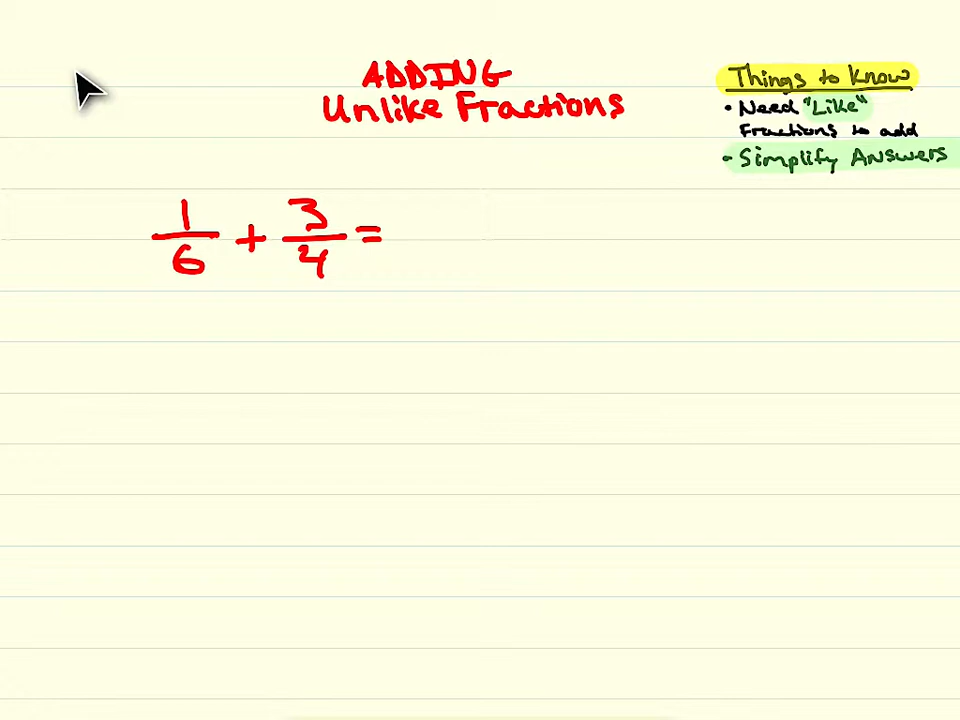 ADDING
Unlike Fractions
Things to Know
• Need "Like"
Fractions to add
• Simplify Answers
1/6 + 3/4 =